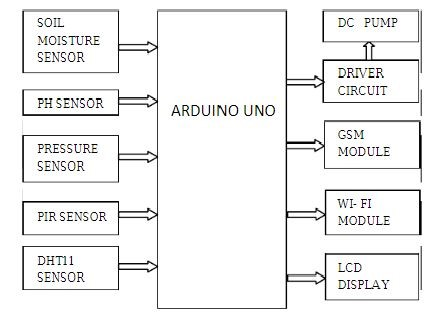 SOIL
MOISTURE
SENSOR
PH SENSOR
PRESSURE
SENSOR
PIR SENSOR
DHT11
SENSOR
ARDUINO UNO
DC PUMP
DRIVER
CIRCUIT
GSM
MODULE
WI- FI
MODULE
LCD
DISPLAY